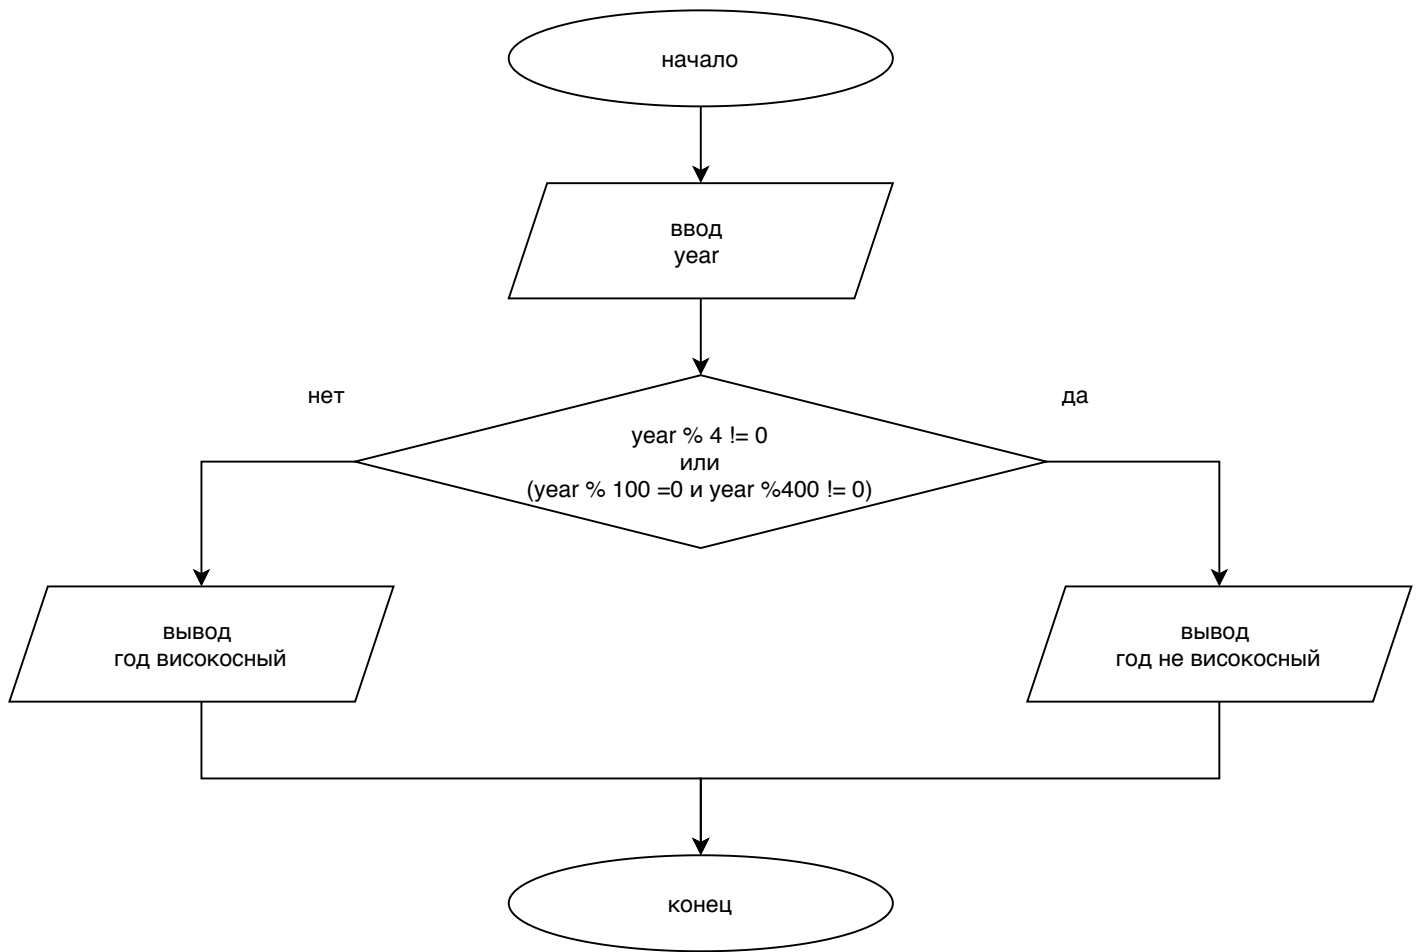 начало
ввод
year
нет
да
year % 4 != 0
или
(year % 100 =0 и year %400 != 0)
вывод
год високосный
вывод
год не високосный
конец